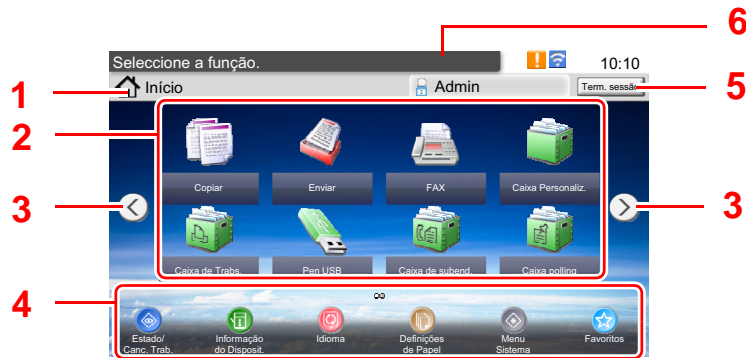 6
Seleccione a função.
10:10
1
Início
Admin
Term. sessão
5
2
Copiar
Enviar
FAX
Caixa Personaliz.
3
3
Caixa de Trabs.
Pen USB
Caixa de subend.
Caixa polling
4
Estado/
Canc. Trab.
Informação
do Disposit.
Idioma
Definições
de Papel
Menu
Sistema
Favoritos